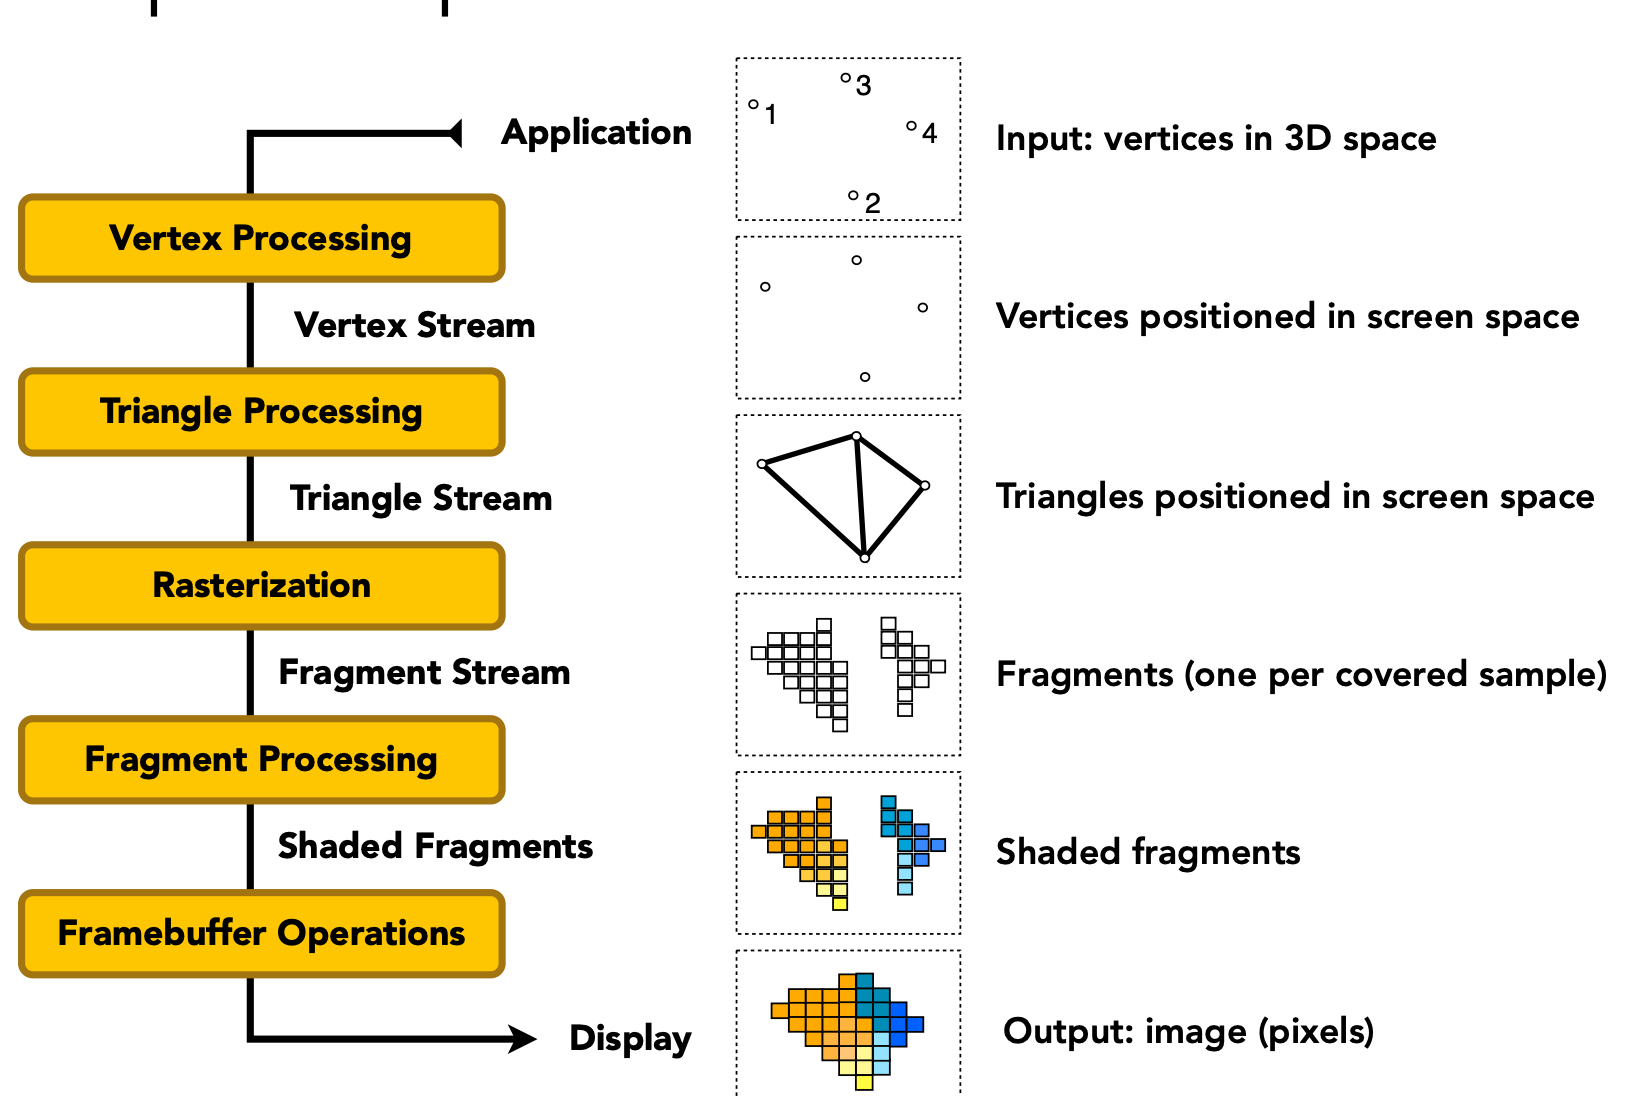 Application
3
1
4
2
Input: vertices in 3D space
Vertex Processing
Vertex Stream
Vertices positioned in screen space
Triangle Processing
Triangle Stream
Triangles positioned in screen space
Rasterization
Fragment Stream
Fragments (one per covered sample)
Fragment Processing
Shaded Fragments
Shaded fragments
Framebuffer Operations
Display
Output: image (pixels)